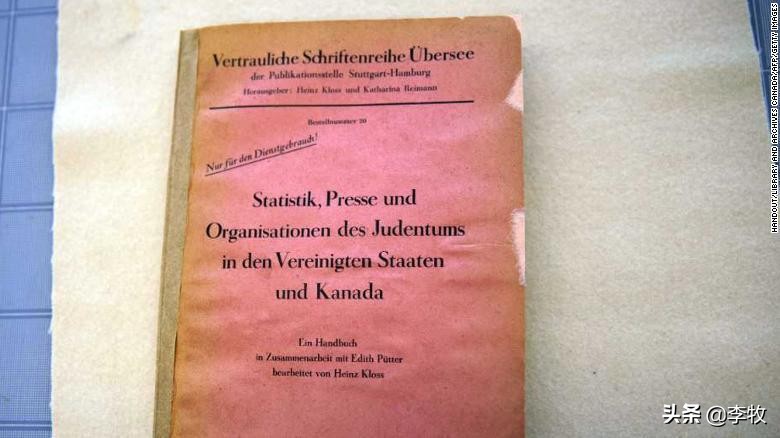 Vertrauliche Schriftenreihe Übersee
der Publikationsstelle Stuttgart-Hamburg
Herausgeber: Heinz Kloss und Katharina Reimann
Bestellnummer 20
Nur für den Dienstgebrauch!
Statistik, Presse und
Organisationen des Judentums
in den Vereinigten Staaten
und Kanada
Ein Handbuch
in Zusammenarbeit mit Edith Pütter
bearbeitet von Heinz Kloss
HANDOUT/LIBRARY AND ARCHIVES CANADA/AFP/GETTY IMAGES
头条 @李牧